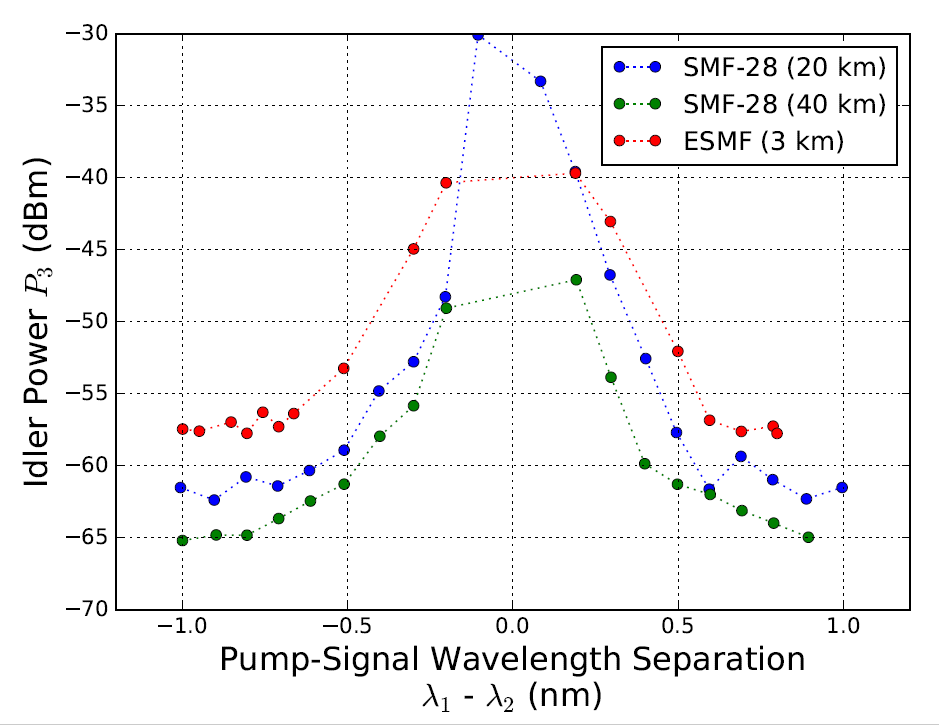 −30
−35
−40
−45
−50
−55
−60
−65
−70
Idler Power P₃ (dBm)
SMF-28 (20 km)
SMF-28 (40 km)
ESMF (3 km)
−1.0 −0.5 0.0 0.5 1.0
Pump-Signal Wavelength Separation
λ₁ - λ₂ (nm)